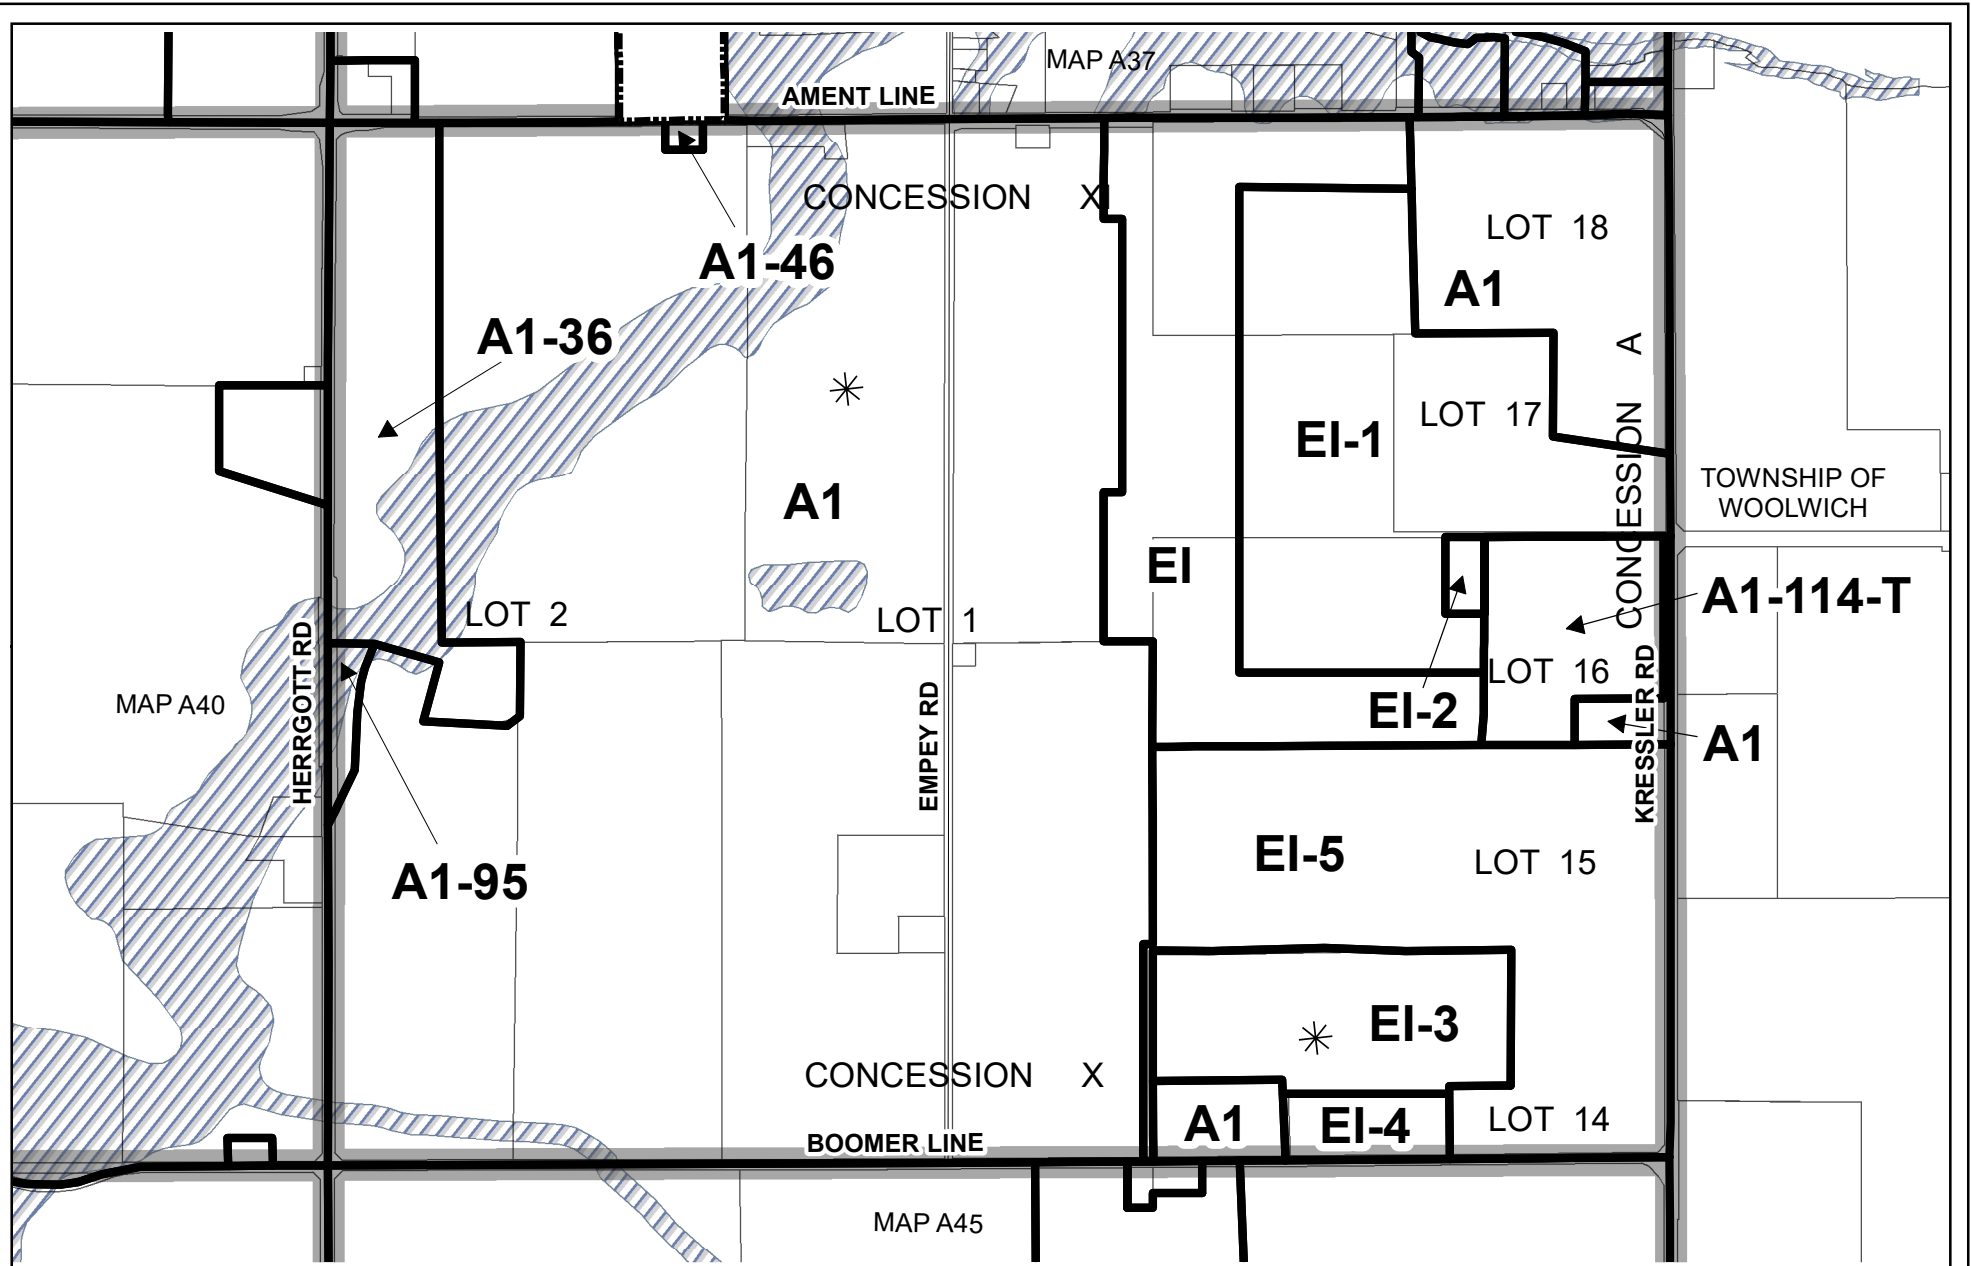 MAP A37
AMENT LINE
CONCESSION XI
LOT 18
A1-46
A1
A1-36
CONCESSION A
LOT 17
EI-1
TOWNSHIP OF
WOOLWICH
A1
EI
A1-114-T
LOT 2
LOT 1
LOT 16
MAP A40
HERRGOTT RD
EMPEY RD
EI-2
KRESSLER RD
A1
EI-5
LOT 15
A1-95
EI-3
CONCESSION X
A1
EI-4
LOT 14
BOOMER LINE
MAP A45